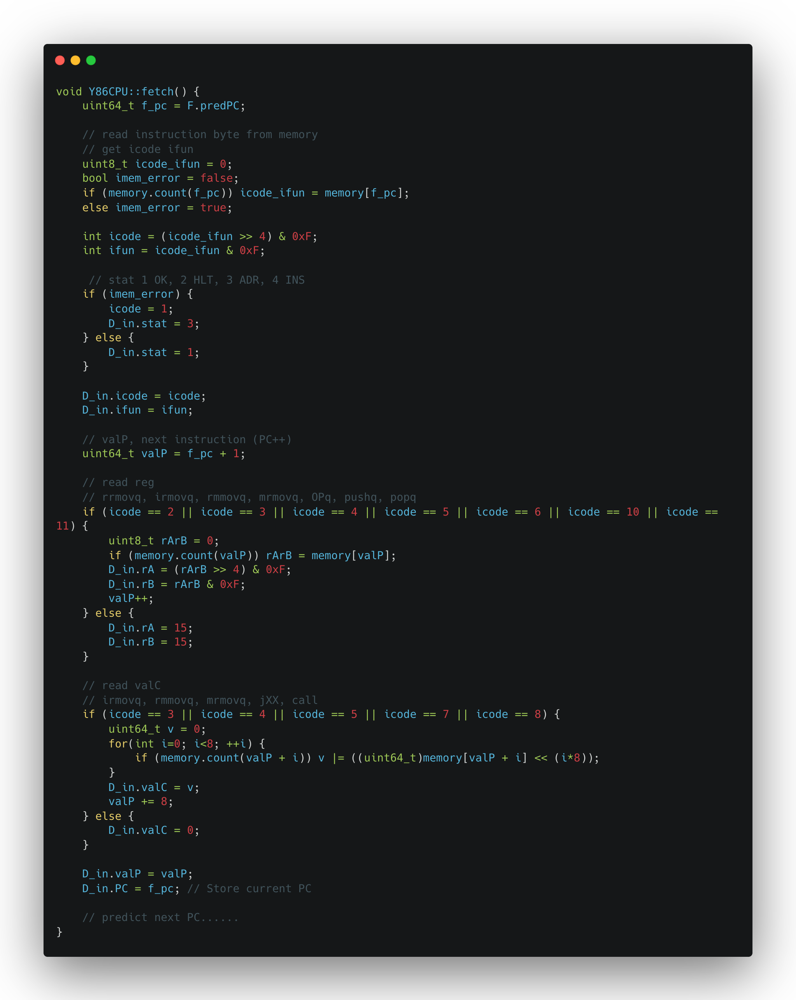 void Y86CPU::fetch() {
    uint64_t f_pc = F.predPC;

    // read instruction byte from memory
    // get icode ifun
    uint8_t icode_ifun = 0;
    bool imem_error = false;
    if (memory.count(f_pc)) icode_ifun = memory[f_pc];
    else imem_error = true;

    int icode = (icode_ifun >> 4) & 0xF;
    int ifun = icode_ifun & 0xF;

     // stat 1 OK, 2 HLT, 3 ADR, 4 INS
    if (imem_error) {
        icode = 1;
        D_in.stat = 3;
    } else {
        D_in.stat = 1;
    }

    D_in.icode = icode;
    D_in.ifun = ifun;

    // valP, next instruction (PC++)
    uint64_t valP = f_pc + 1;

    // read reg
    // rrmovq, irmovq, rmmovq, mrmovq, OPq, pushq, popq
    if (icode == 2 || icode == 3 || icode == 4 || icode == 5 || icode == 6 || icode == 10 || icode ==
11) {
        uint8_t rArB = 0;
        if (memory.count(valP)) rArB = memory[valP];
        D_in.rA = (rArB >> 4) & 0xF;
        D_in.rB = rArB & 0xF;
        valP++;
    } else {
        D_in.rA = 15;
        D_in.rB = 15;
    }

    // read valC
    // irmovq, rmmovq, mrmovq, jXX, call
    if (icode == 3 || icode == 4 || icode == 5 || icode == 7 || icode == 8) {
        uint64_t v = 0;
        for(int i=0; i<8; ++i) {
            if (memory.count(valP + i)) v |= ((uint64_t)memory[valP + i] << (i*8));
        }
        D_in.valC = v;
        valP += 8;
    } else {
        D_in.valC = 0;
    }

    D_in.valP = valP;
    D_in.PC = f_pc; // Store current PC

    // predict next PC......
}